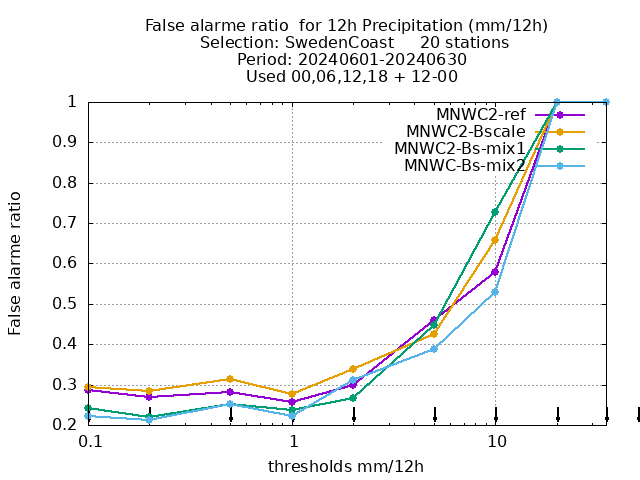 False alarme ratio  for 12h Precipitation (mm/12h)
Selection: SwedenCoast     20 stations
Period: 20240601-20240630
Used 00,06,12,18 + 12-00
MNWC2-ref
MNWC2-Bscale
MNWC2-Bs-mix1
MNWC-Bs-mix2
1
0.9
0.8
0.7
0.6
0.5
0.4
0.3
0.2
False alarme ratio
0.1 1 10
thresholds mm/12h